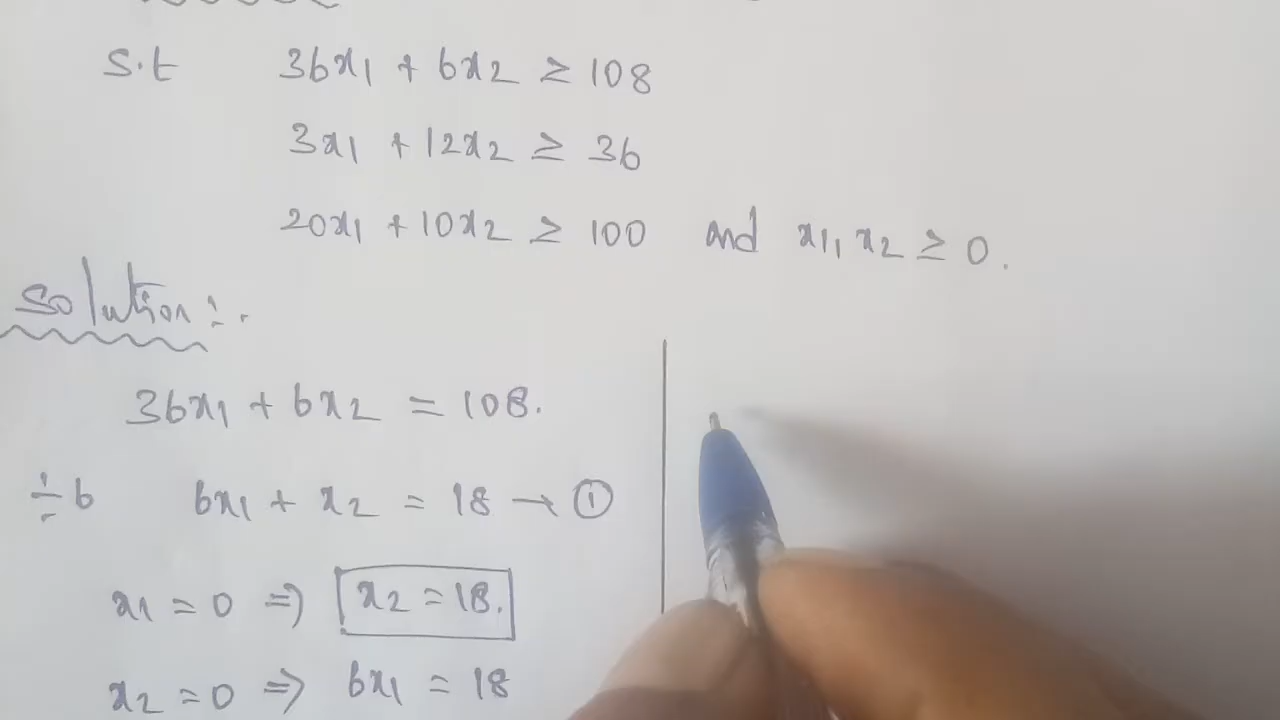 S.t 36x1 + 6x2 ≥ 108
3x1 + 12x2 ≥ 36
20x1 + 10x2 ≥ 100 and x1, x2 ≥ 0.
Solution:-.
36x1 + 6x2 = 108.
÷6 6x1 + x2 = 18 → ①
x1 = 0 ⇒ x2 = 18.
x2 = 0 ⇒ 6x1 = 18